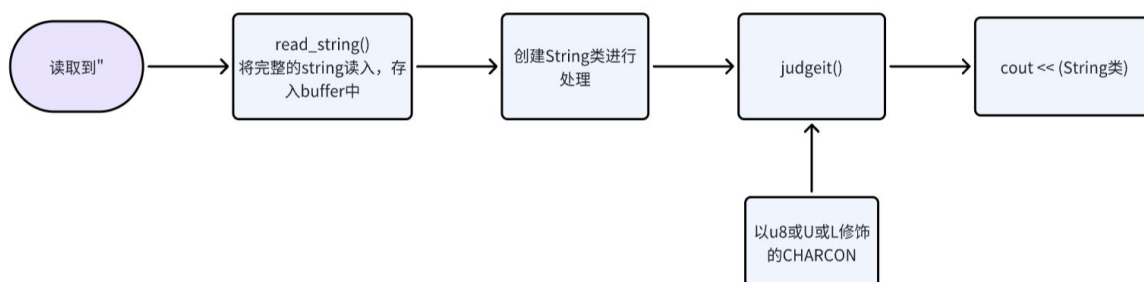 读取到"
read_string()
将完整的string读入，存
入buffer中
创建String类进行
处理
judgeit()
cout << (String类)
以u8或U或L修饰
的CHARCON